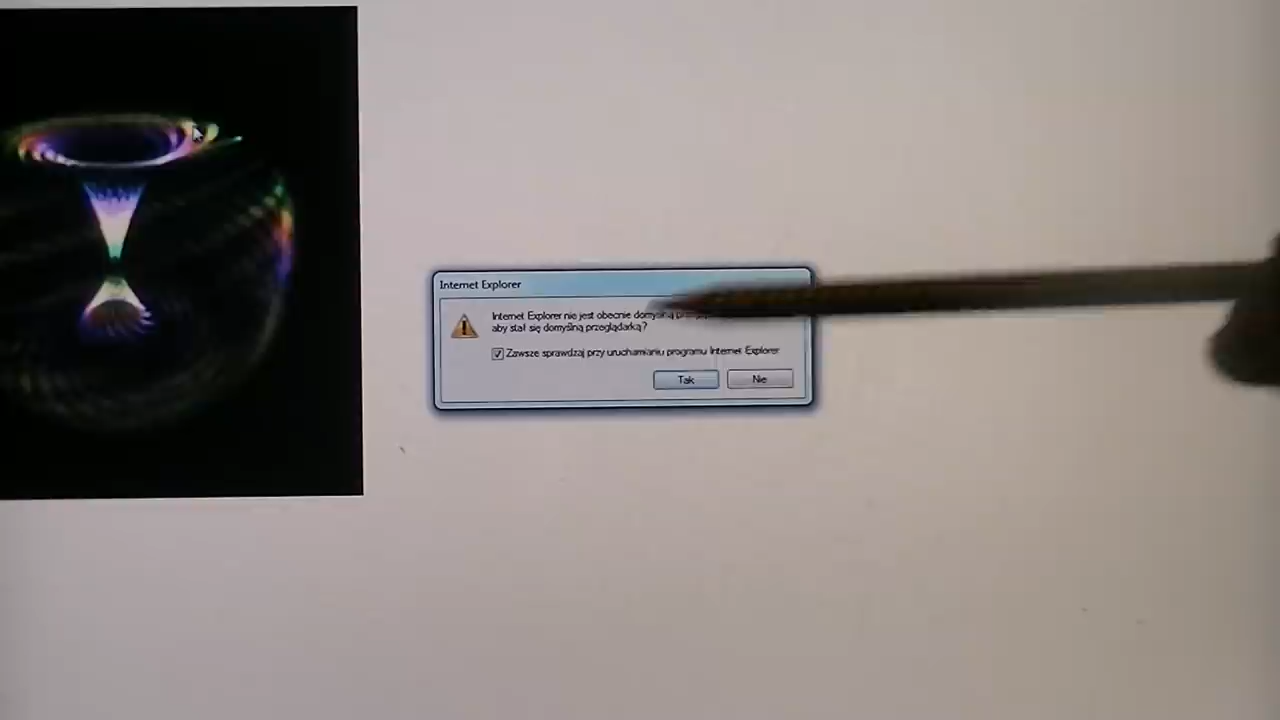 Internet Explorer
Internet Explorer nie jest obecnie domyślną
aby stał się domyślną przeglądarką?
Zawsze sprawdzaj przy uruchamianiu programu Internet Explorer
Tak
Nie